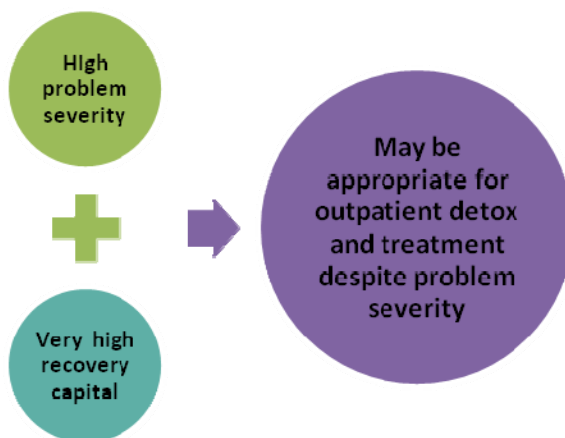 HIgh
problem
severity
Very high
recovery
capital
May be
appropriate for
outpatient detox
and treatment
despite problem
severity